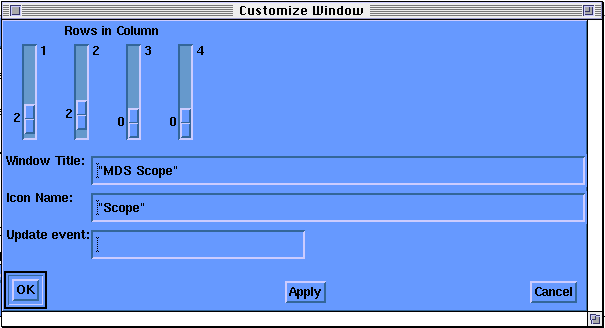 Customize Window
Rows in Column
1 2 3 4
2 2 0 0
Window Title: "MDS Scope"
Icon Name: "Scope"
Update event:
OK Apply Cancel